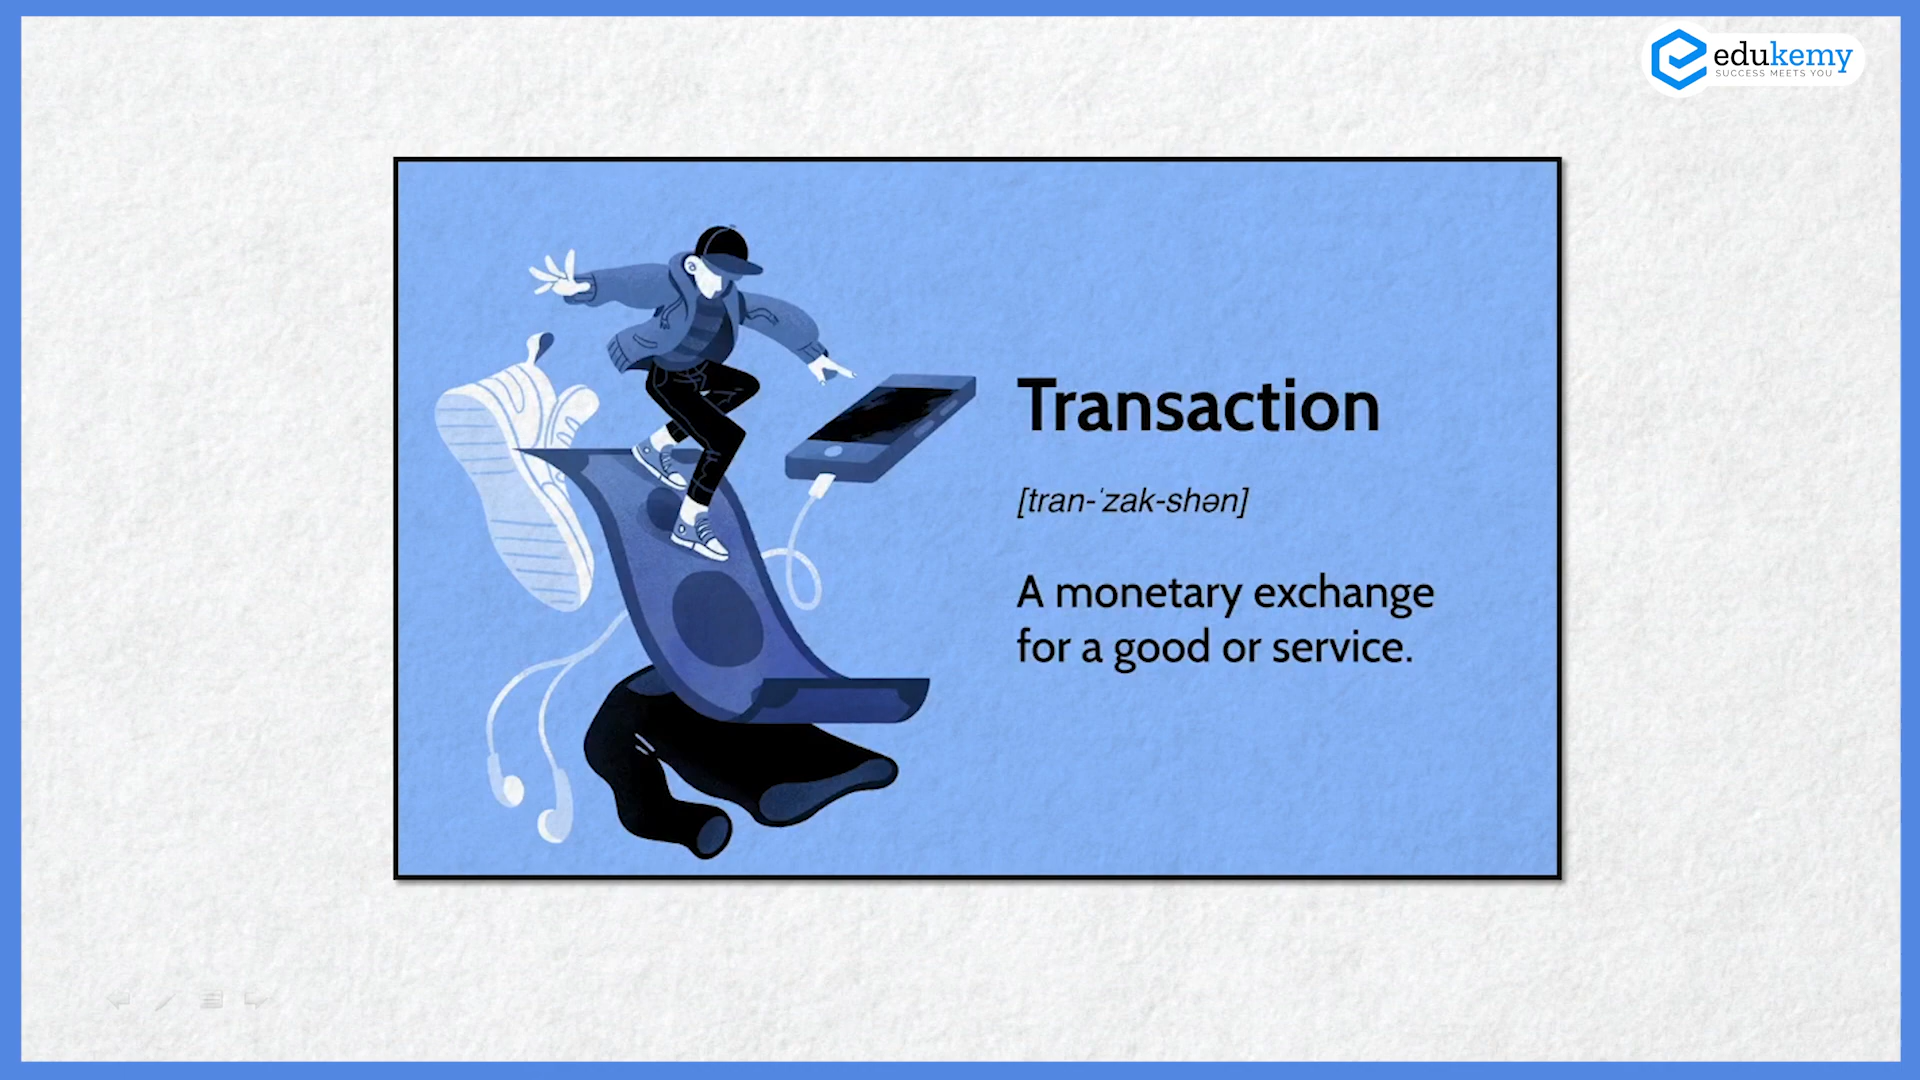 edukemy
SUCCESS MEETS YOU
Transaction
[tran-ˈzak-shən]
A monetary exchange
for a good or service.